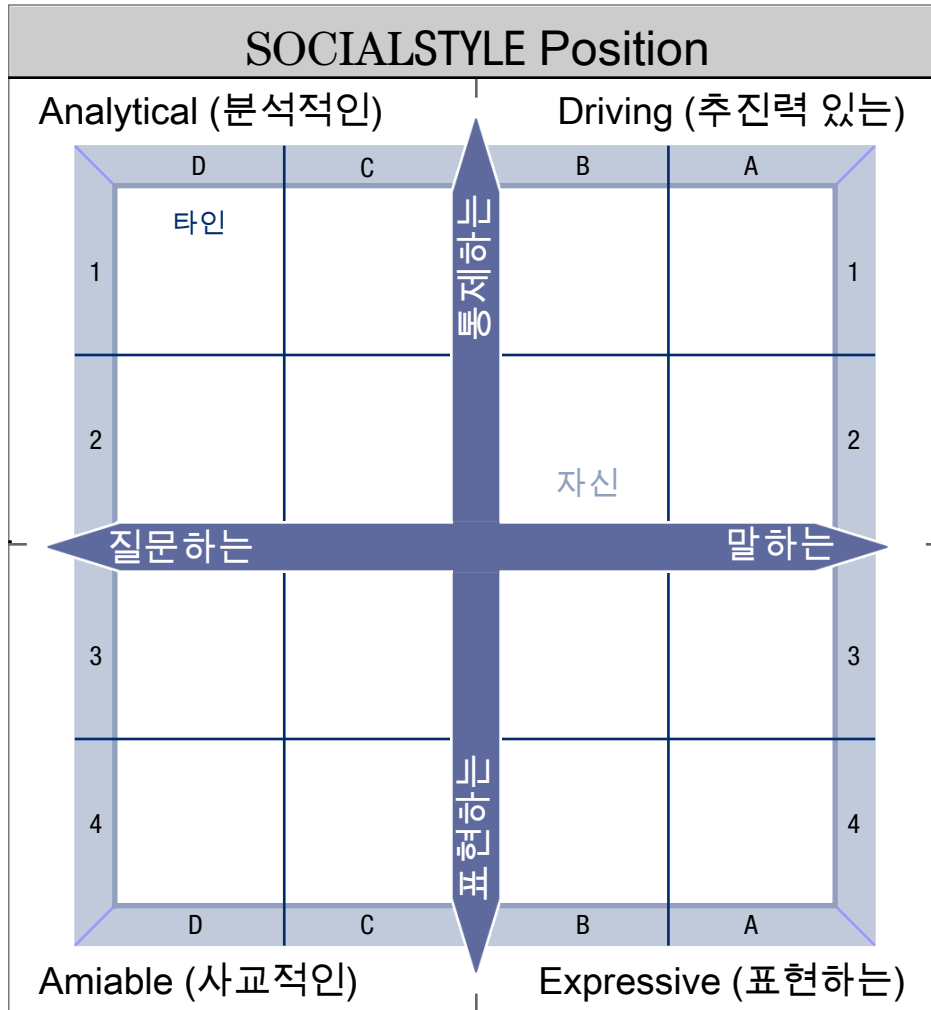 SOCIALSTYLE Position
Analytical (분석적인)
Driving (추진력 있는)
D C B A
타인
통제하는
1 1
2 2
자신
질문하는
말하는
3 3
표현하는
4 4
D C B A
Amiable (사교적인)
Expressive (표현하는)